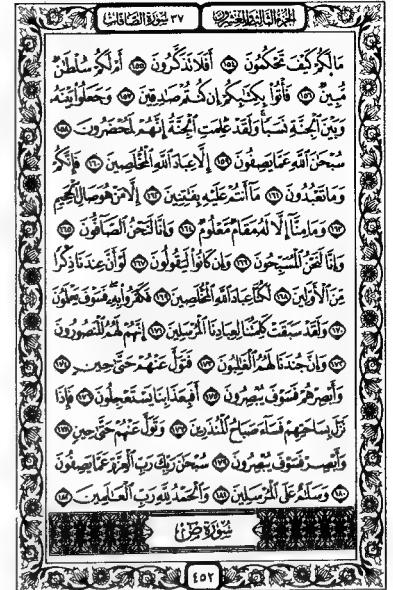 الجزء الثالث والعشرون
٣٧ سورة الصافات
مَا لَكُمْ كَيْفَ تَحْكُمُونَ ١٥٤ أَفَلَا تَذَكَّرُونَ ١٥٥ أَمْ لَكُمْ سُلْطَٰنٌ
مُّبِينٌ ١٥٦ فَأْتُوا۟ بِكِتَٰبِكُمْ إِن كُنتُمْ صَٰدِقِينَ ١٥٧ وَجَعَلُوا۟ بَيْنَهُۥ
وَبَيْنَ ٱلْجِنَّةِ نَسَبًا وَلَقَدْ عَلِمَتِ ٱلْجِنَّةُ إِنَّهُمْ لَمُحْضَرُونَ ١٥٨
سُبْحَٰنَ ٱللَّهِ عَمَّا يَصِفُونَ ١٥٩ إِلَّا عِبَادَ ٱللَّهِ ٱلْمُخْلَصِينَ ١٦٠ فَإِنَّكُمْ
وَمَا تَعْبُدُونَ ١٦١ مَآ أَنتُمْ عَلَيْهِ بِفَٰتِنِينَ ١٦٢ إِلَّا مَنْ هُوَ صَالِ ٱلْجَحِيمِ
١٦٣ وَمَا مِنَّآ إِلَّا لَهُۥ مَقَامٌ مَّعْلُومٌ ١٦٤ وَإِنَّا لَنَحْنُ ٱلصَّآفُّونَ ١٦٥
وَإِنَّا لَنَحْنُ ٱلْمُسَبِّحُونَ ١٦٦ وَإِن كَانُوا۟ لَيَقُولُونَ ١٦٧ لَوْ أَنَّ عِندَنَا ذِكْرًا
مِّنَ ٱلْأَوَّلِينَ ١٦٨ لَكُنَّا عِبَادَ ٱللَّهِ ٱلْمُخْلَصِينَ ١٦٩ فَكَفَرُوا۟ بِهِۦ فَسَوْفَ يَعْلَمُونَ
١٧٠ وَلَقَدْ سَبَقَتْ كَلِمَتُنَا لِعِبَادِنَا ٱلْمُرْسَلِينَ ١٧١ إِنَّهُمْ لَهُمُ ٱلْمَنصُورُونَ
١٧٢ وَإِنَّ جُندَنَا لَهُمُ ٱلْغَٰلِبُونَ ١٧٣ فَتَوَلَّ عَنْهُمْ حَتَّىٰ حِينٍ ١٧٤
وَأَبْصِرْهُمْ فَسَوْفَ يُبْصِرُونَ ١٧٥ أَفَبِعَذَابِنَا يَسْتَعْجِلُونَ ١٧٦ فَإِذَا
نَزَلَ بِسَاحَتِهِمْ فَسَآءَ صَبَاحُ ٱلْمُنذَرِينَ ١٧٧ وَتَوَلَّ عَنْهُمْ حَتَّىٰ حِينٍ ١٧٨
وَأَبْصِرْ فَسَوْفَ يُبْصِرُونَ ١٧٩ سُبْحَٰنَ رَبِّكَ رَبِّ ٱلْعِزَّةِ عَمَّا يَصِفُونَ
١٨٠ وَسَلَٰمٌ عَلَى ٱلْمُرْسَلِينَ ١٨١ وَٱلْحَمْدُ لِلَّهِ رَبِّ ٱلْعَٰلَمِينَ ١٨٢
سُورَةُ صٓ
٤٥٢